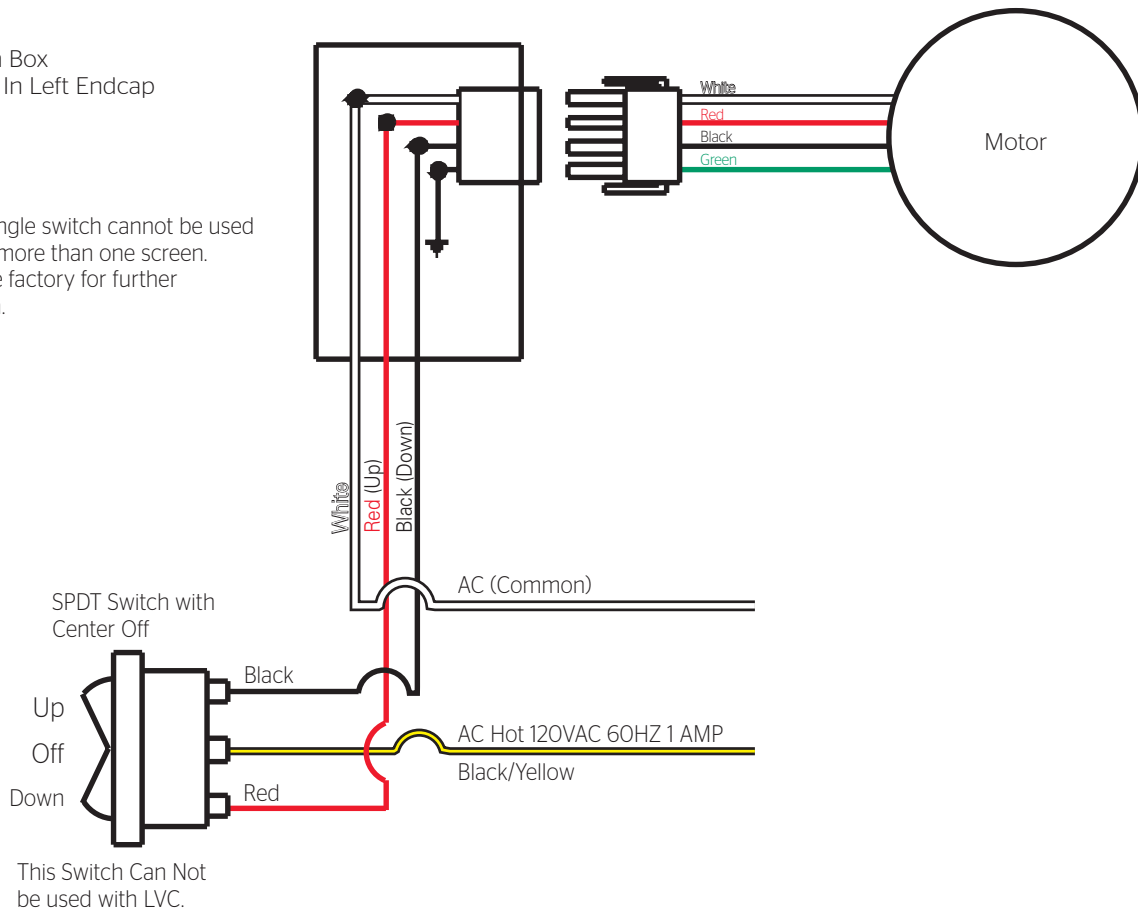 Box
In Left Endcap
ngle switch cannot be used
more than one screen.
factory for further
White
Red
Black
Green
Motor
White
Red (Up)
Black (Down)
AC (Common)
SPDT Switch with
Center Off
Up
Off
Down
Black
AC Hot 120VAC 60HZ 1 AMP
Black/Yellow
Red
This Switch Can Not
be used with LVC.